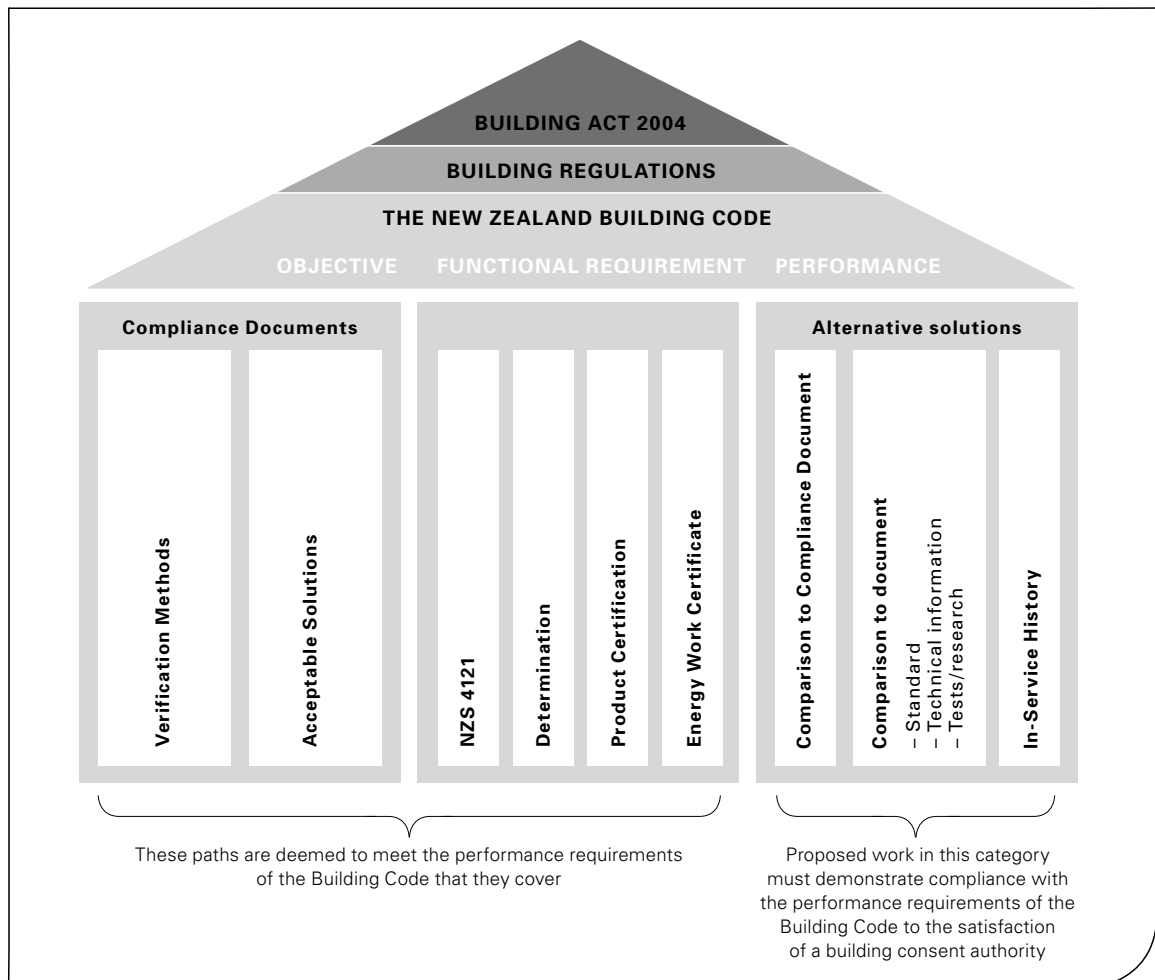 BUILDING ACT 2004
BUILDING REGULATIONS
THE NEW ZEALAND BUILDING CODE
OBJECTIVE FUNCTIONAL REQUIREMENT PERFORMANCE
Compliance Documents
Verification Methods
Acceptable Solutions
NZS 4121
Determination
Product Certification
Energy Work Certificate
Alternative solutions
Comparison to Compliance Document
Comparison to document
– Standard
– Technical information
– Tests/research
In-Service History
These paths are deemed to meet the performance requirements
of the Building Code that they cover
Proposed work in this category
must demonstrate compliance with
the performance requirements of the
Building Code to the satisfaction
of a building consent authority